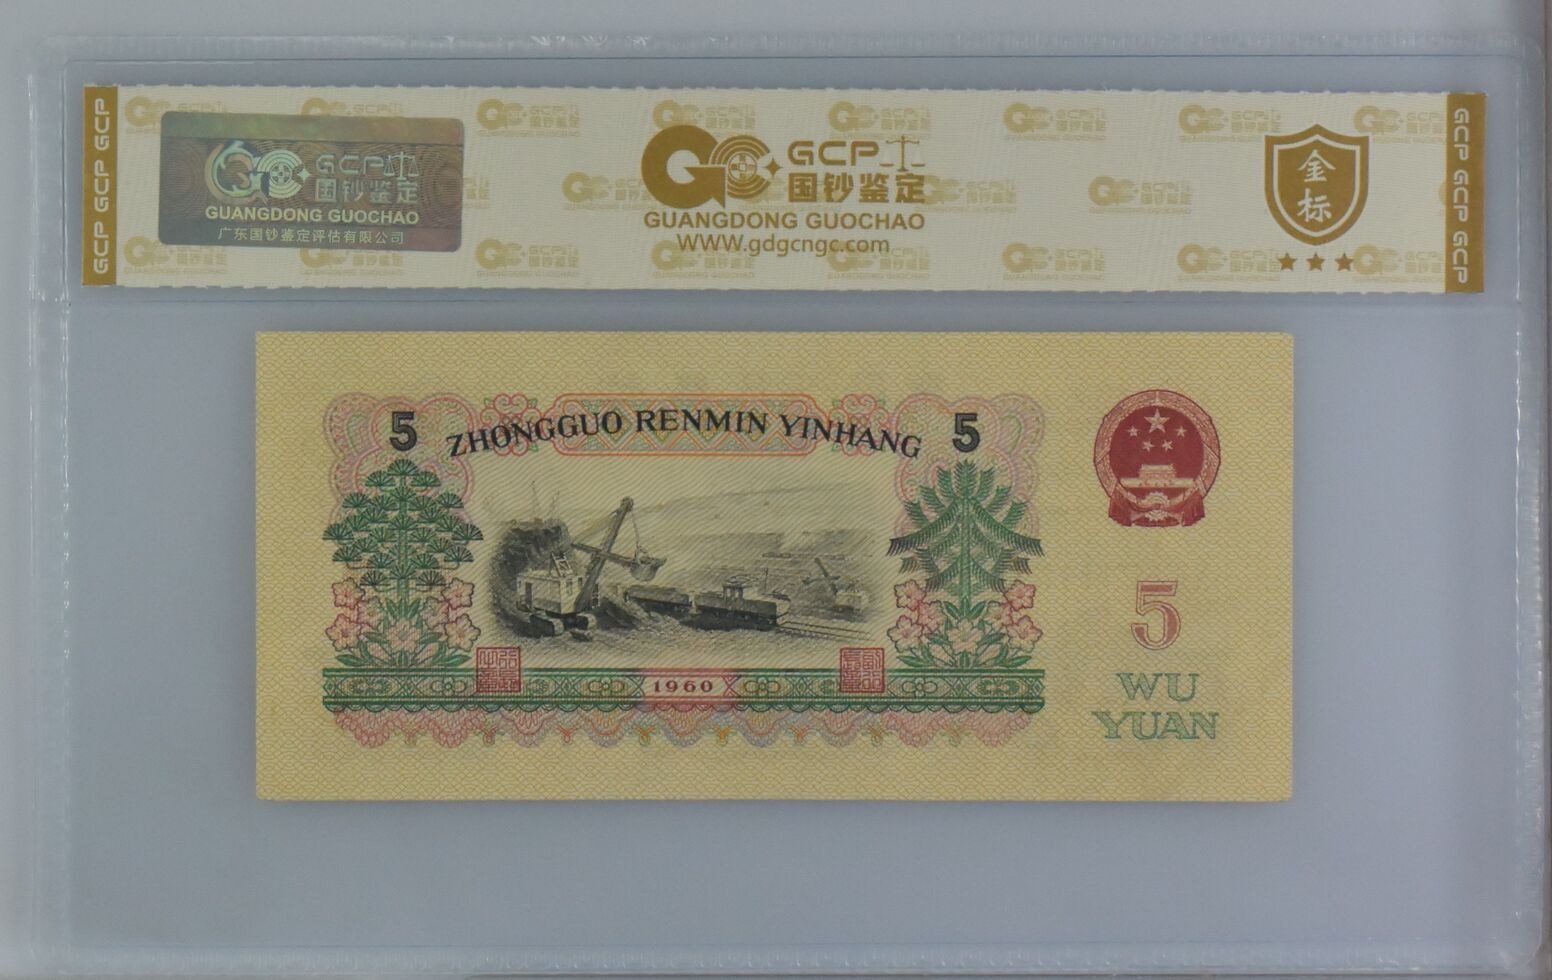 GCP GCP GCP
GCP
国钞鉴定
GUANGDONG GUOCHAO
广东国钞鉴定评估有限公司
GCP
国钞鉴定
GUANGDONG GUOCHAO
WWW.gdgcngc.com
金标
GCP GCP GCP
5
ZHONGGUO RENMIN YINHANG
5
1960
5
WU
YUAN